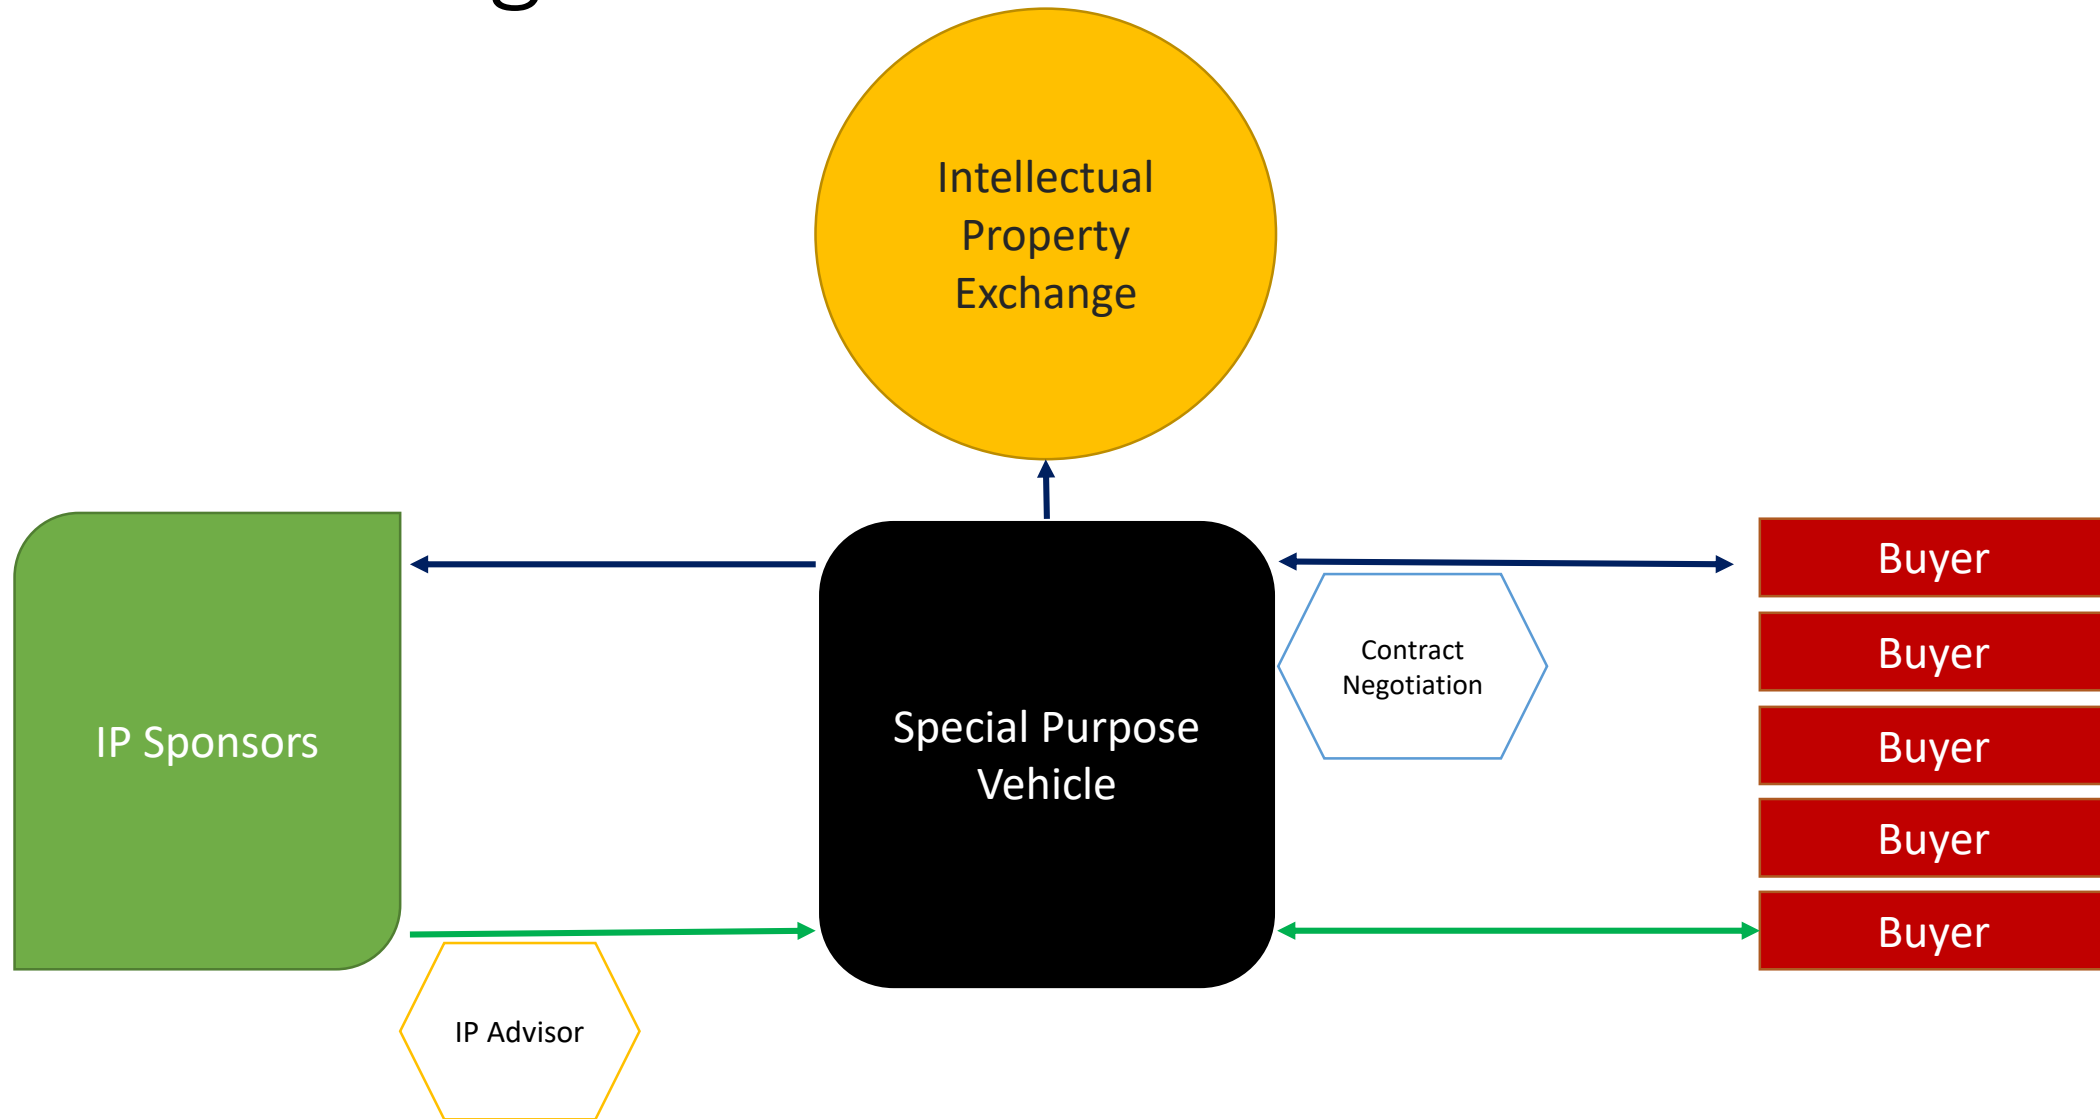 Intellectual
Property
Exchange
IP Sponsors
Special Purpose
Vehicle
Contract
Negotiation
Buyer
Buyer
Buyer
Buyer
Buyer
IP Advisor